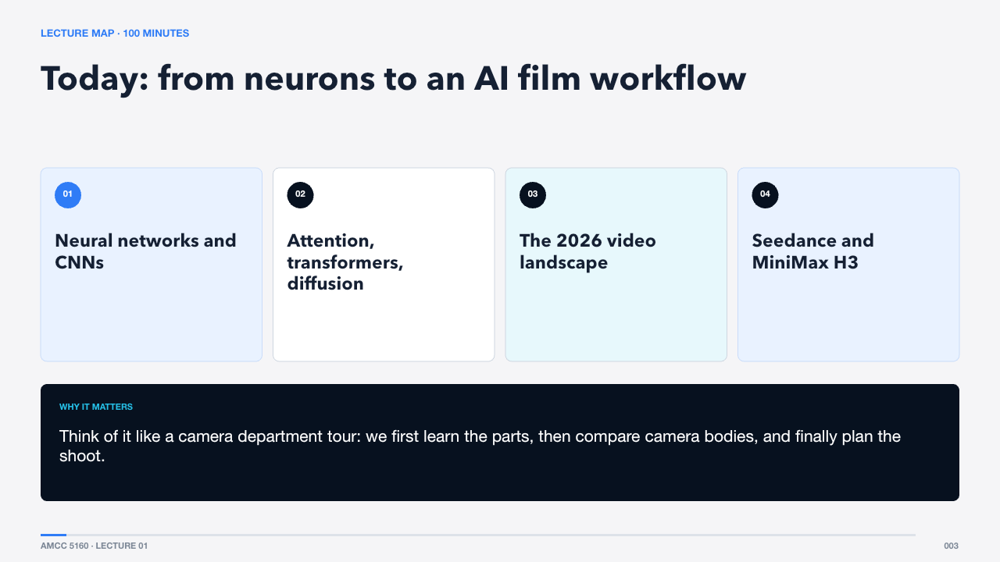 LECTURE MAP · 100 MINUTES
Today: from neurons to an AI film workflow
01
Neural networks and
CNNs
02
Attention,
transformers,
diffusion
03
The 2026 video
landscape
04
Seedance and
MiniMax H3
WHY IT MATTERS
Think of it like a camera department tour: we first learn the parts, then compare camera bodies, and finally plan the
shoot.
AMCC 5160 · LECTURE 01
003